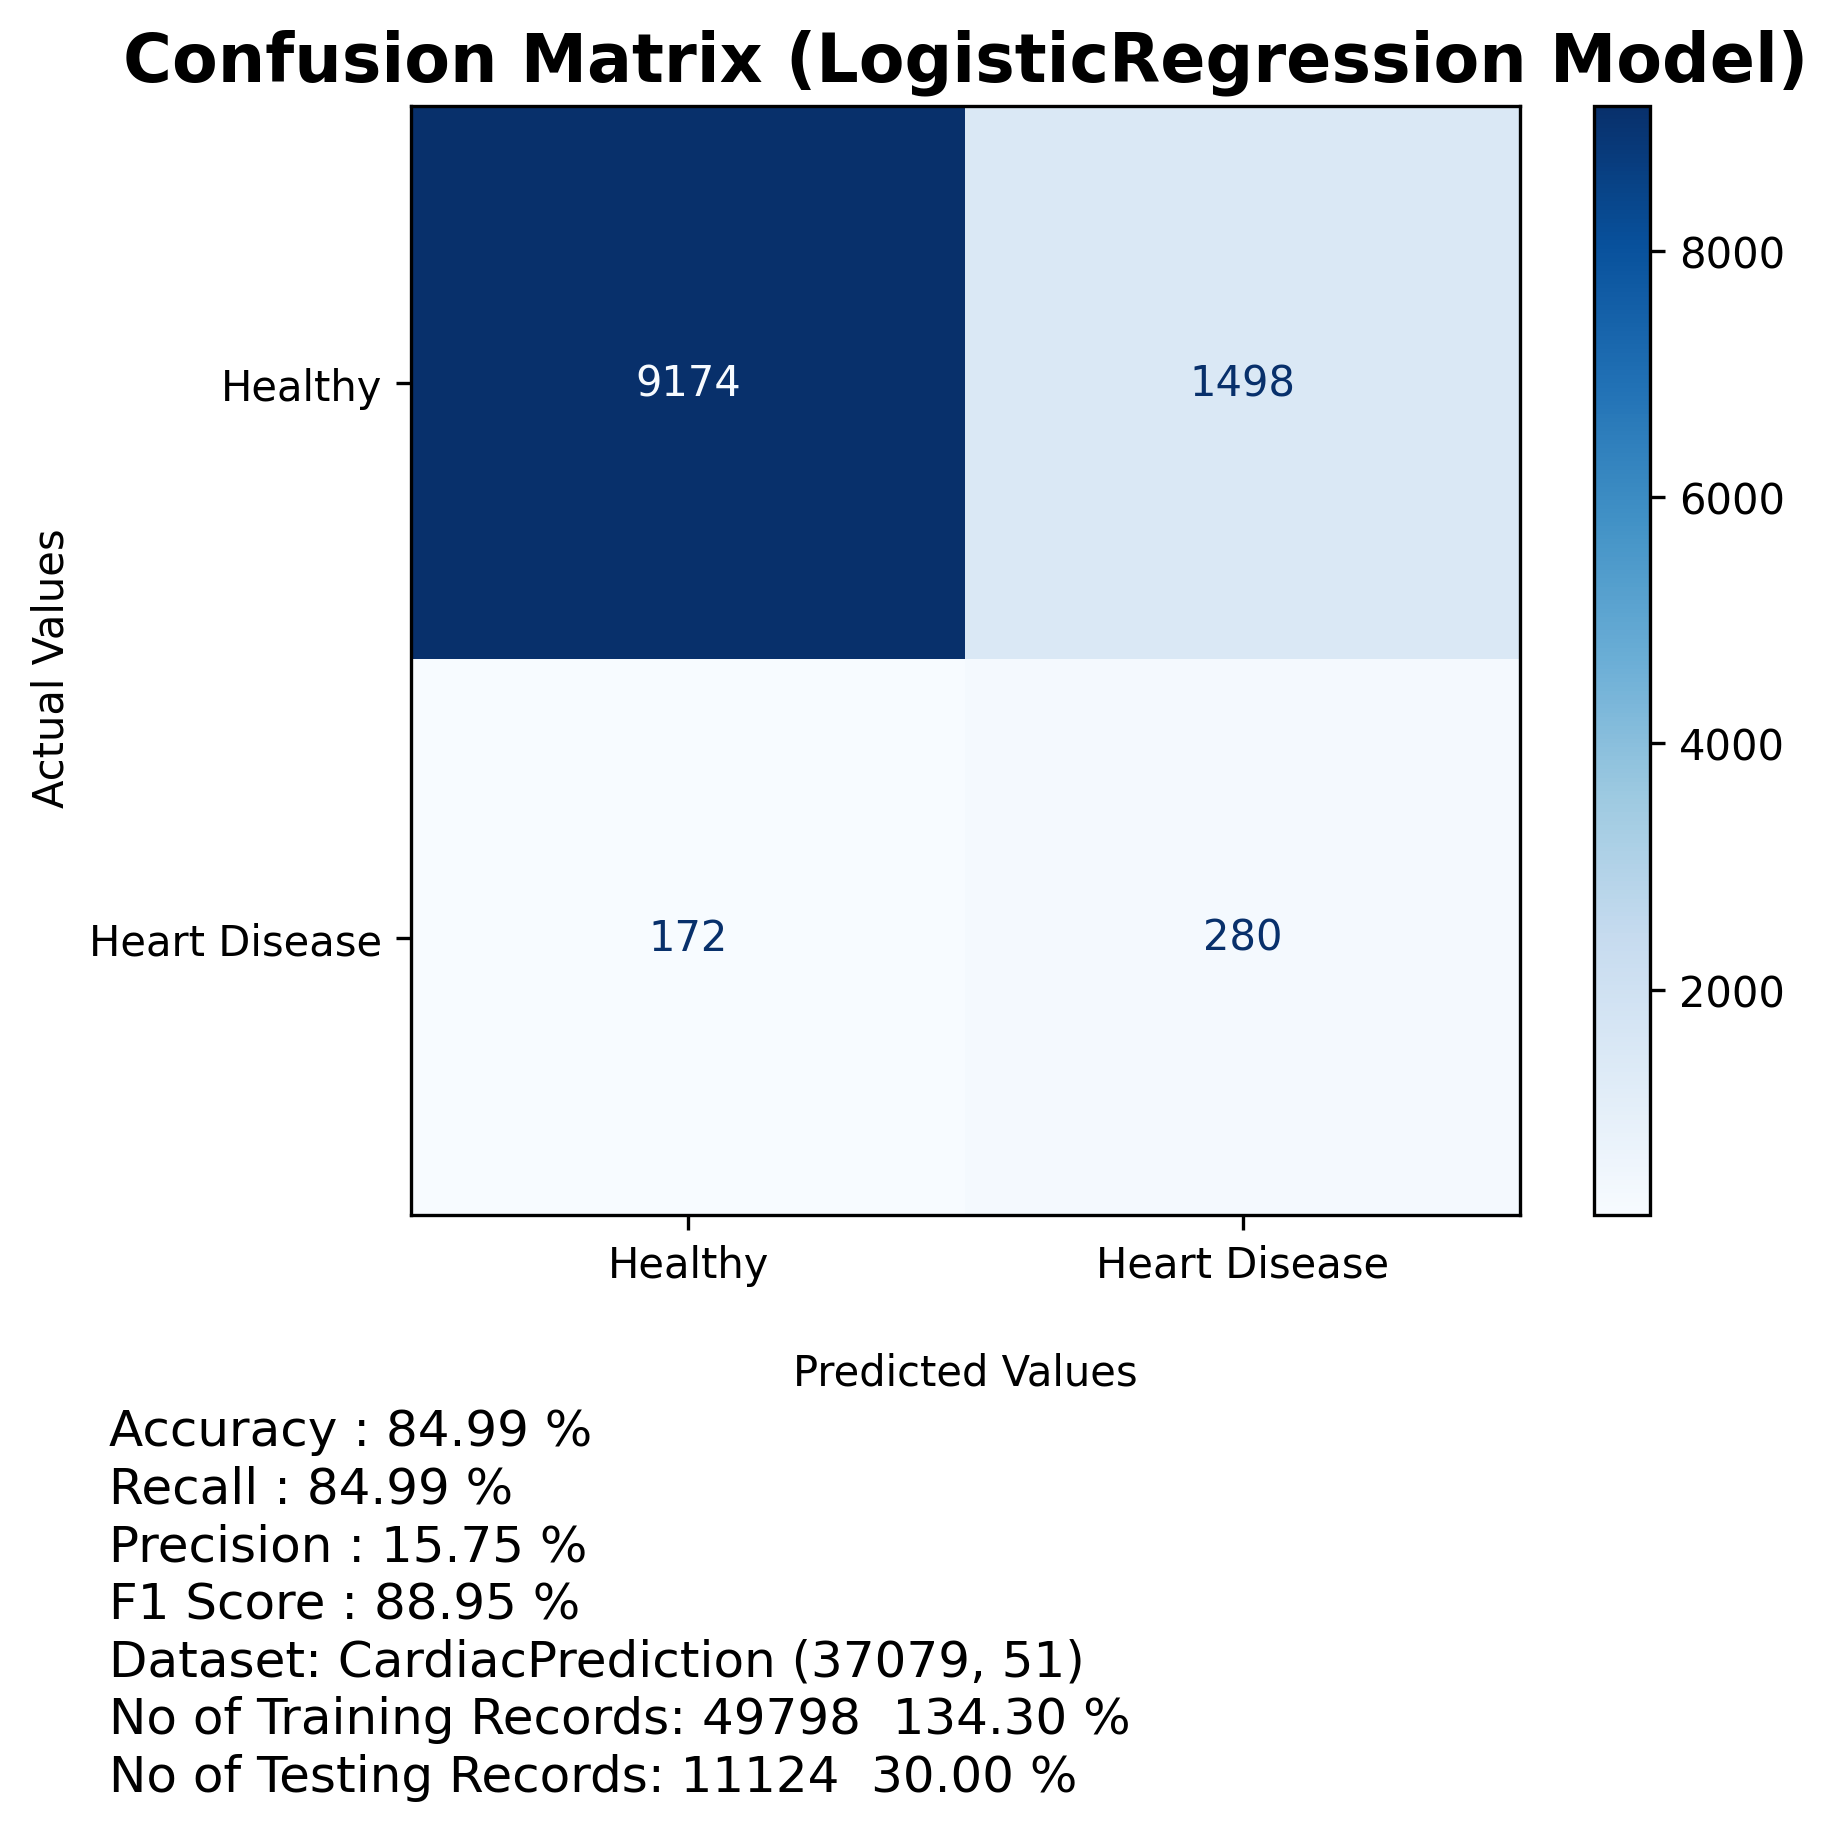 Confusion Matrix (LogisticRegression Model)
Actual Values
Healthy
9174
1498
Heart Disease
172
280
8000
6000
4000
2000
Healthy
Heart Disease
Predicted Values
Accuracy : 84.99 %
Recall : 84.99 %
Precision : 15.75 %
F1 Score : 88.95 %
Dataset: CardiacPrediction (37079, 51)
No of Training Records: 49798  134.30 %
No of Testing Records: 11124  30.00 %